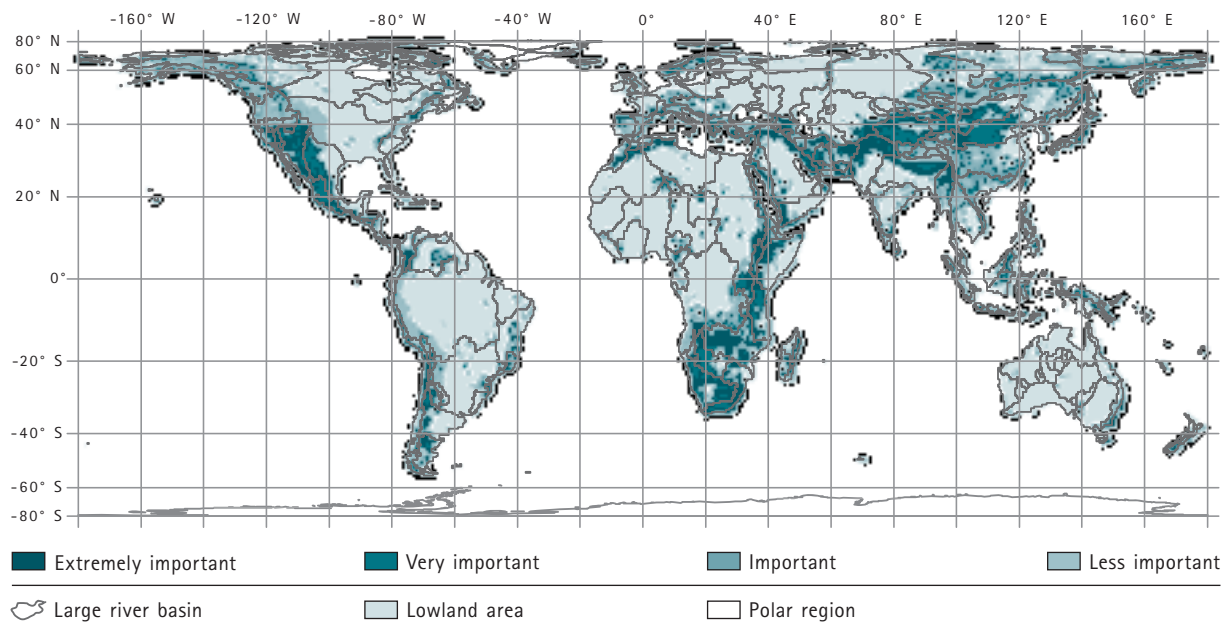 -160° W -120° W -80° W -40° W 0° 40° E 80° E 120° E 160° E
80° N
60° N
40° N
20° N
0°
-20° S
-40° S
-60° S
-80° S
Extremely important Very important Important Less important
Large river basin Lowland area Polar region